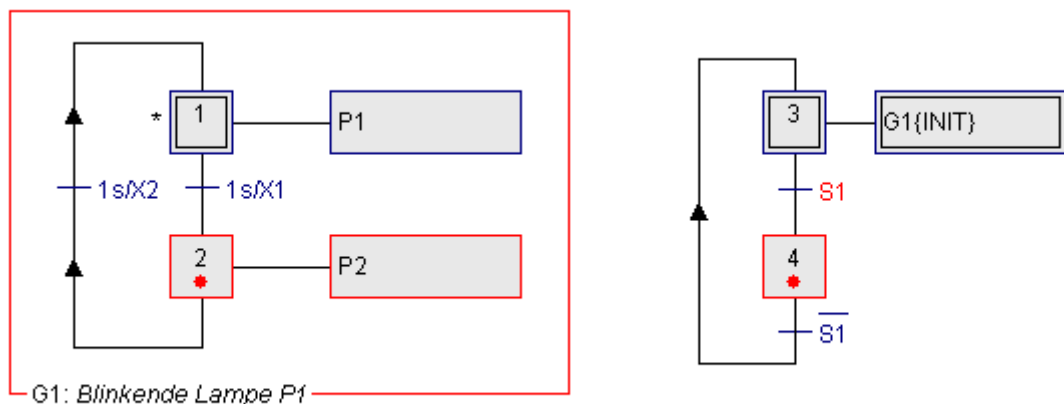 * 1 P1
1s/X2 1s/X1
2 P2
G1: Blinkende Lampe P1
3 G1{INIT}
S1
4
S1